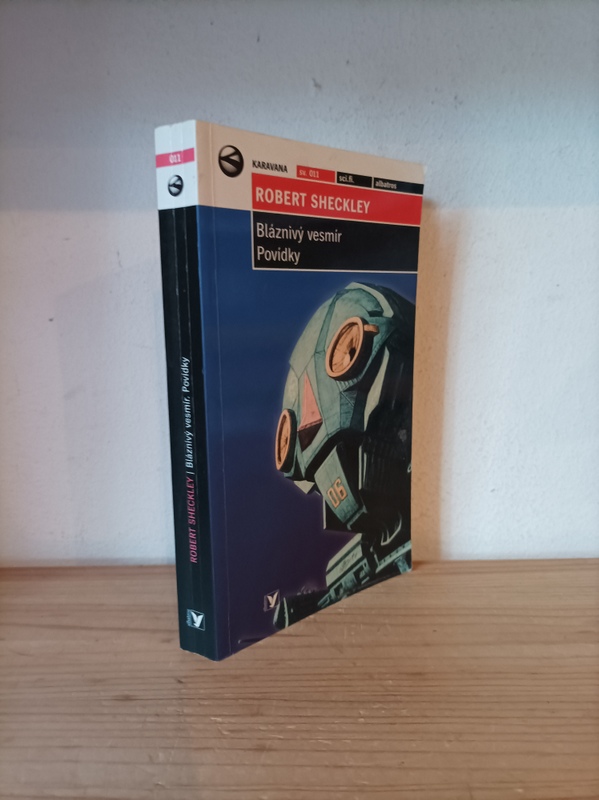 011
ROBERT SHECKLEY | Bláznivý vesmír. Povídky
KARAVANA sv. 011 sci.fi. albatros
ROBERT SHECKLEY
Bláznivý vesmír
Povídky
06